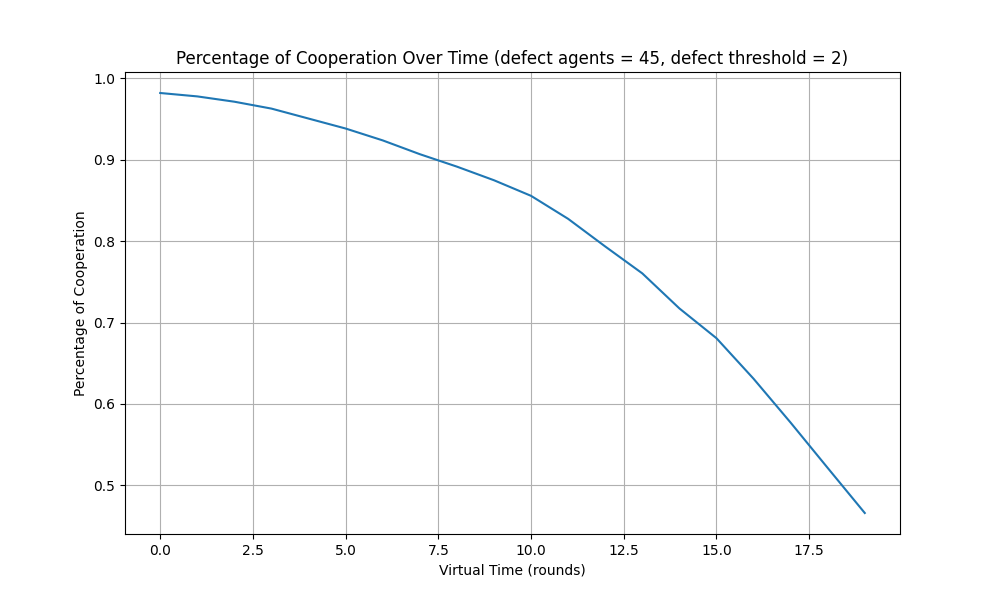 Percentage of Cooperation Over Time (defect agents = 45, defect threshold = 2)
1.0
0.9
0.8
0.7
0.6
0.5
Percentage of Cooperation
0.0 2.5 5.0 7.5 10.0 12.5 15.0 17.5
Virtual Time (rounds)